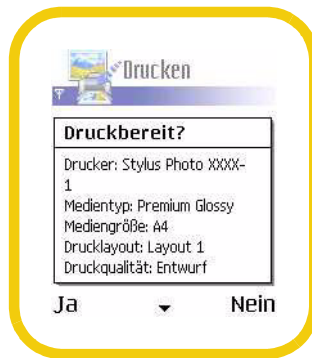 Drucken
Druckbereit?
Drucker: Stylus Photo XXXX-
1
Medientyp: Premium Glossy
Mediengröße: A4
Drucklayout: Layout 1
Druckqualität: Entwurf
Ja Nein